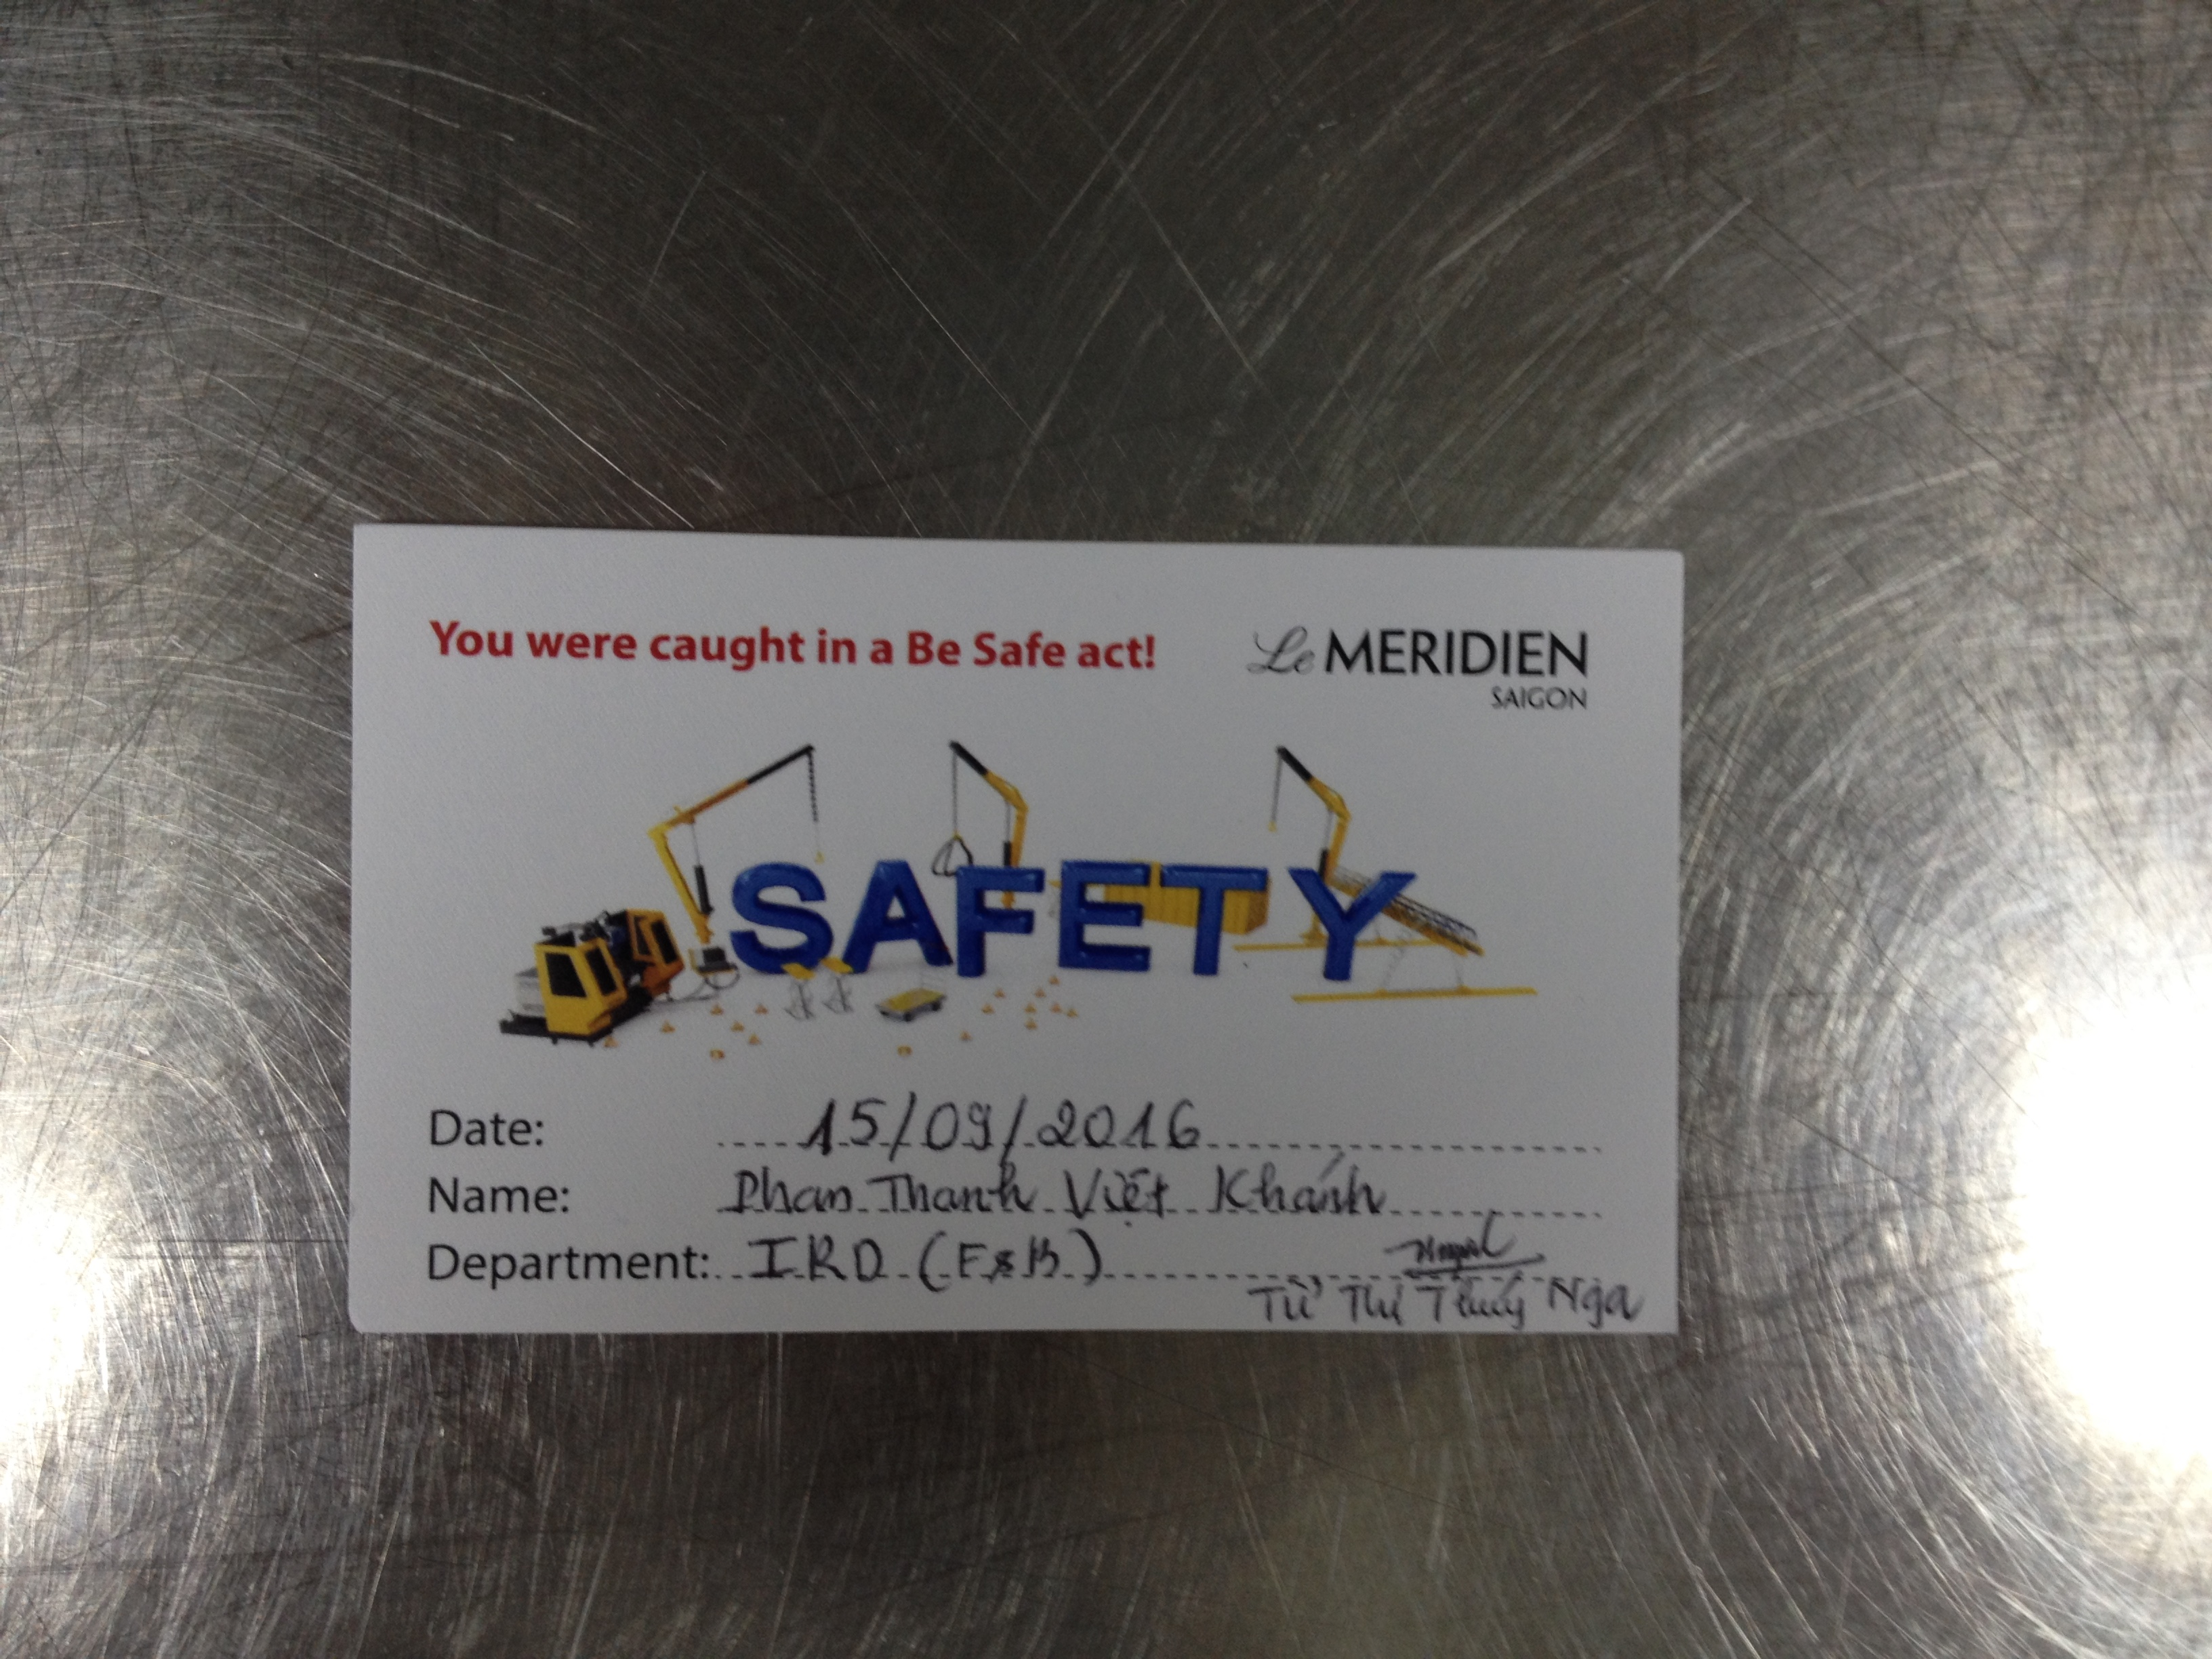 You were caught in a Be Safe act!
Le MERIDIEN
SAIGON
SAFETY
Date: 15/09/2016
Name: Phan Thanh Việt Khánh
Department: IRD (F&B)
Từ Thị Thúy Nga